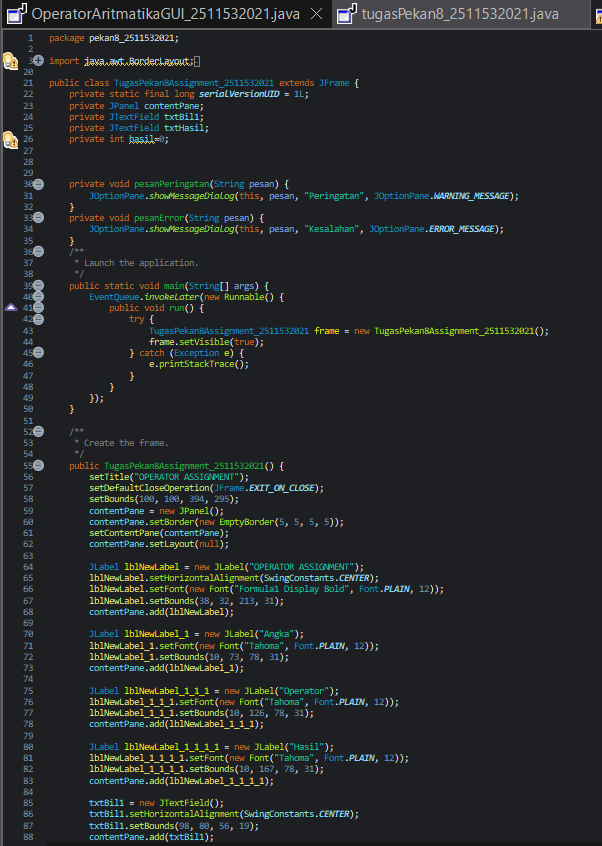 OperatorAritmatikaGUI_2511532021.java
tugasPekan8_2511532021.java
1 package pekan8_2511532021;
2
3 import java.awt.BorderLayout;
20
21 public class TugasPekan8Assignment_2511532021 extends JFrame {
22 private static final long serialVersionUID = 1L;
23 private JPanel contentPane;
24 private JTextField txtBil1;
25 private JTextField txtHasil;
26 private int hasil=0;
27
28
29
30 private void pesanPeringatan(String pesan) {
31 JOptionPane.showMessageDialog(this, pesan, "Peringatan", JOptionPane.WARNING_MESSAGE);
32 }
33 private void pesanError(String pesan) {
34 JOptionPane.showMessageDialog(this, pesan, "Kesalahan", JOptionPane.ERROR_MESSAGE);
35 }
36 /**
37 * Launch the application.
38 */
39 public static void main(String[] args) {
40 EventQueue.invokeLater(new Runnable() {
41 public void run() {
42 try {
43 TugasPekan8Assignment_2511532021 frame = new TugasPekan8Assignment_2511532021();
44 frame.setVisible(true);
45 } catch (Exception e) {
46 e.printStackTrace();
47 }
48 }
49 });
50 }
51
52 /**
53 * Create the frame.
54 */
55 public TugasPekan8Assignment_2511532021() {
56 setTitle("OPERATOR ASSIGNMENT");
57 setDefaultCloseOperation(JFrame.EXIT_ON_CLOSE);
58 setBounds(100, 100, 394, 295);
59 contentPane = new JPanel();
60 contentPane.setBorder(new EmptyBorder(5, 5, 5, 5));
61 setContentPane(contentPane);
62 contentPane.setLayout(null);
63
64 JLabel lblNewLabel = new JLabel("OPERATOR ASSIGNMENT");
65 lblNewLabel.setHorizontalAlignment(SwingConstants.CENTER);
66 lblNewLabel.setFont(new Font("Formula1 Display Bold", Font.PLAIN, 12));
67 lblNewLabel.setBounds(38, 32, 213, 31);
68 contentPane.add(lblNewLabel);
69
70 JLabel lblNewLabel_1 = new JLabel("Angka");
71 lblNewLabel_1.setFont(new Font("Tahoma", Font.PLAIN, 12));
72 lblNewLabel_1.setBounds(10, 73, 78, 31);
73 contentPane.add(lblNewLabel_1);
74
75 JLabel lblNewLabel_1_1_1 = new JLabel("Operator");
76 lblNewLabel_1_1_1.setFont(new Font("Tahoma", Font.PLAIN, 12));
77 lblNewLabel_1_1_1.setBounds(10, 126, 78, 31);
78 contentPane.add(lblNewLabel_1_1_1);
79
80 JLabel lblNewLabel_1_1_1_1 = new JLabel("Hasil");
81 lblNewLabel_1_1_1_1.setFont(new Font("Tahoma", Font.PLAIN, 12));
82 lblNewLabel_1_1_1_1.setBounds(10, 167, 78, 31);
83 contentPane.add(lblNewLabel_1_1_1_1);
84
85 txtBil1 = new JTextField();
86 txtBil1.setHorizontalAlignment(SwingConstants.CENTER);
87 txtBil1.setBounds(98, 80, 56, 19);
88 contentPane.add(txtBil1);